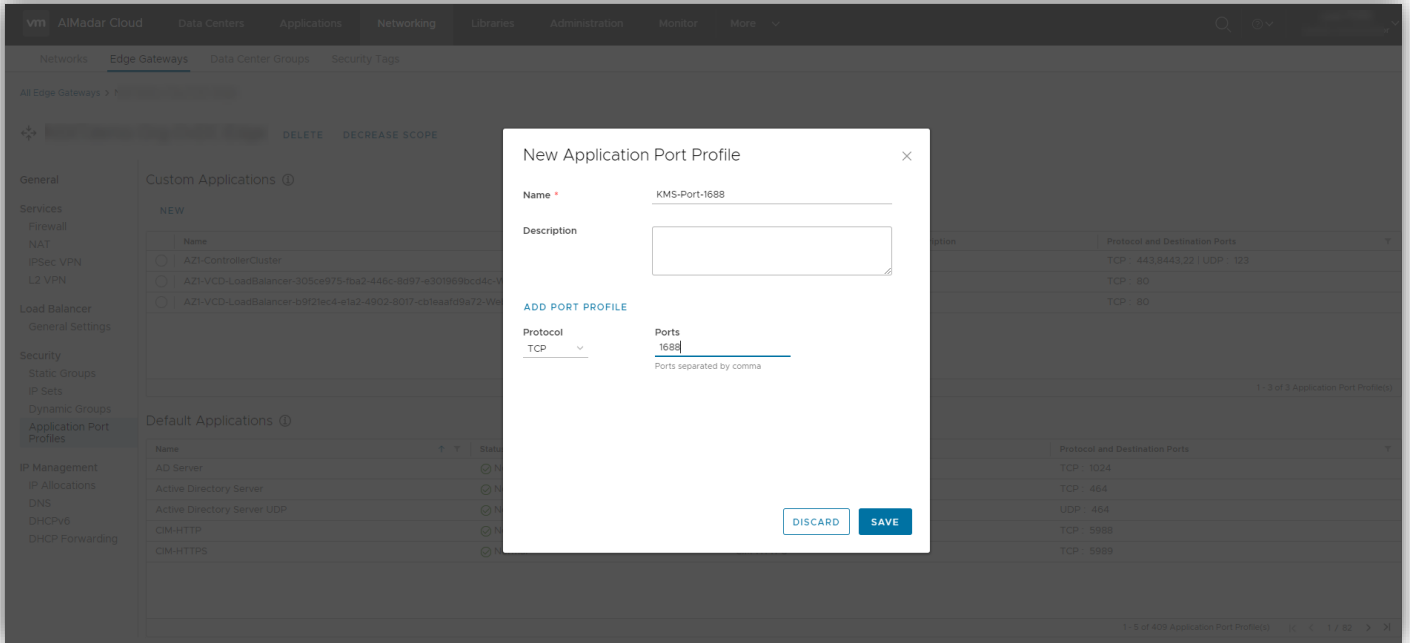 vm AlMadar Cloud Data Centers Applications Networking Libraries Administration Monitor More
Networks Edge Gateways Data Center Groups Security Tags
All Edge Gateways >
DELETE DECREASE SCOPE
New Application Port Profile
General
Custom Applications
Name * KMS-Port-1688
Services
NEW
Firewall
Description
NAT
Name
Protocol and Destination Ports
IPSec VPN
AZ1-ControllerCluster
TCP : 443,8443,22 | UDP : 123
L2 VPN
TCP : 80
TCP : 80
Load Balancer
ADD PORT PROFILE
General Settings
Protocol Ports
TCP 1688
Security
Ports separated by comma
Static Groups
IP Sets
1 - 3 of 3 Application Port Profile(s)
Dynamic Groups
Application Port
Profiles
Default Applications
Name
Protocol and Destination Ports
IP Management
AD Server
TCP : 1024
IP Allocations
Active Directory Server
TCP : 464
DNS
Active Directory Server UDP
UDP : 464
DHCPv6
CIM-HTTP
TCP : 5988
DISCARD SAVE
DHCP Forwarding
CIM-HTTPS
TCP : 5989
1 - 5 of 409 Application Port Profile(s) 1 / 82